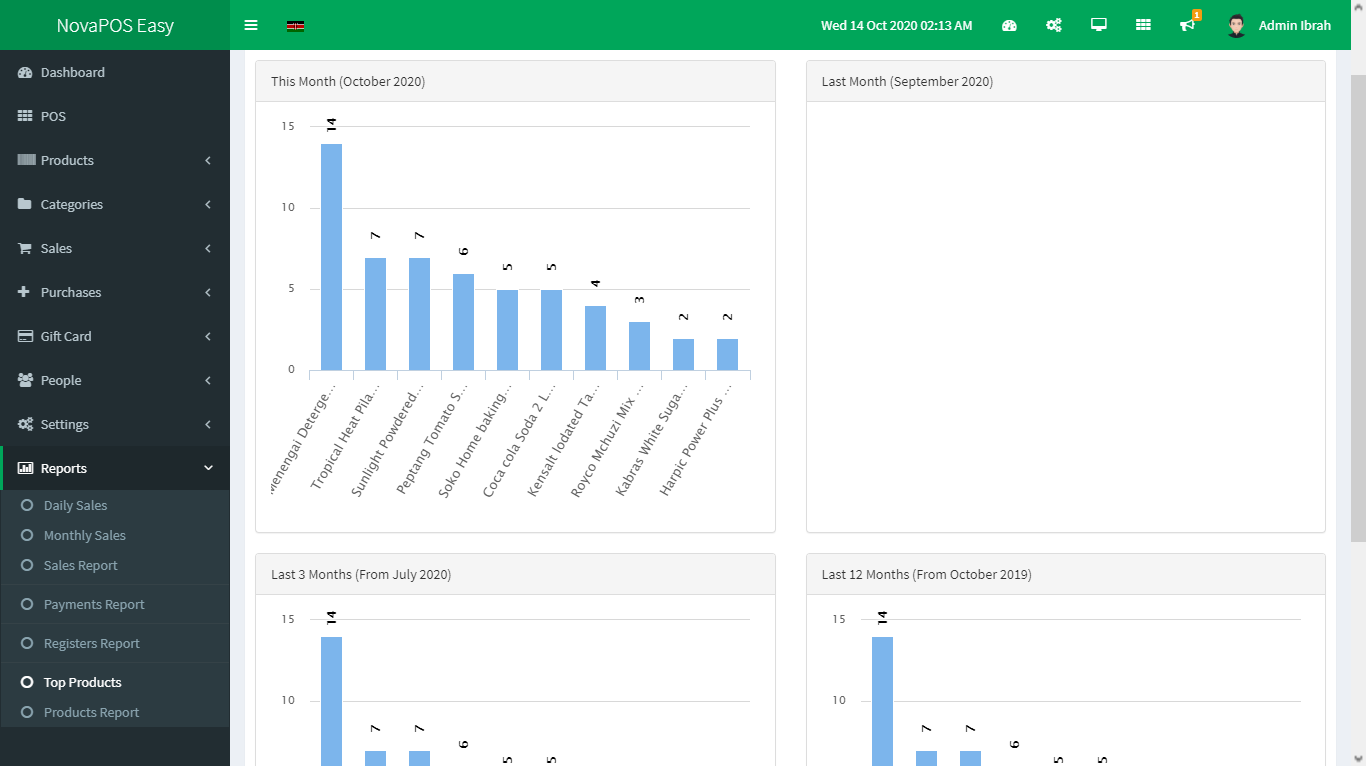 NovaPOS Easy
Wed 14 Oct 2020 02:13 AM
1
Admin Ibrah
Dashboard
POS
Products
Categories
Sales
Purchases
Gift Card
People
Settings
Reports
Daily Sales
Monthly Sales
Sales Report
Payments Report
Registers Report
Top Products
Products Report
This Month (October 2020)
15
10
5
0
14
7
7
6
5
5
4
3
2
2
Menengai Deterge...
Tropical Heat Pila...
Sunlight Powdered...
Peptang Tomato S...
Soko Home baking...
Coca cola Soda 2 L...
Kensalt Iodated Ta...
Royco Mchuzi Mix ...
Kabras White Suga...
Harpic Power Plus ...
Last Month (September 2020)
Last 3 Months (From July 2020)
15
10
14
7
7
6
5
5
Last 12 Months (From October 2019)
15
10
14
7
7
6
5
5